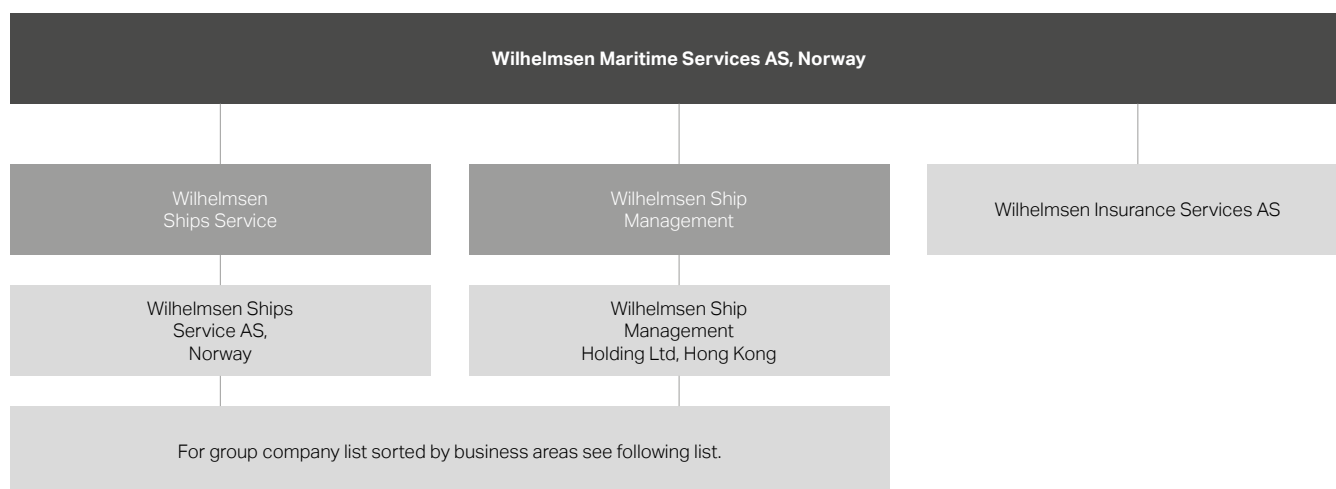 Wilhelmsen Maritime Services AS, Norway
Wilhelmsen
Ships Service
Wilhelmsen Ship
Management
Wilhelmsen Insurance Services AS
Wilhelmsen Ships
Service AS,
Norway
Wilhelmsen Ship
Management
Holding Ltd, Hong Kong
For group company list sorted by business areas see following list.